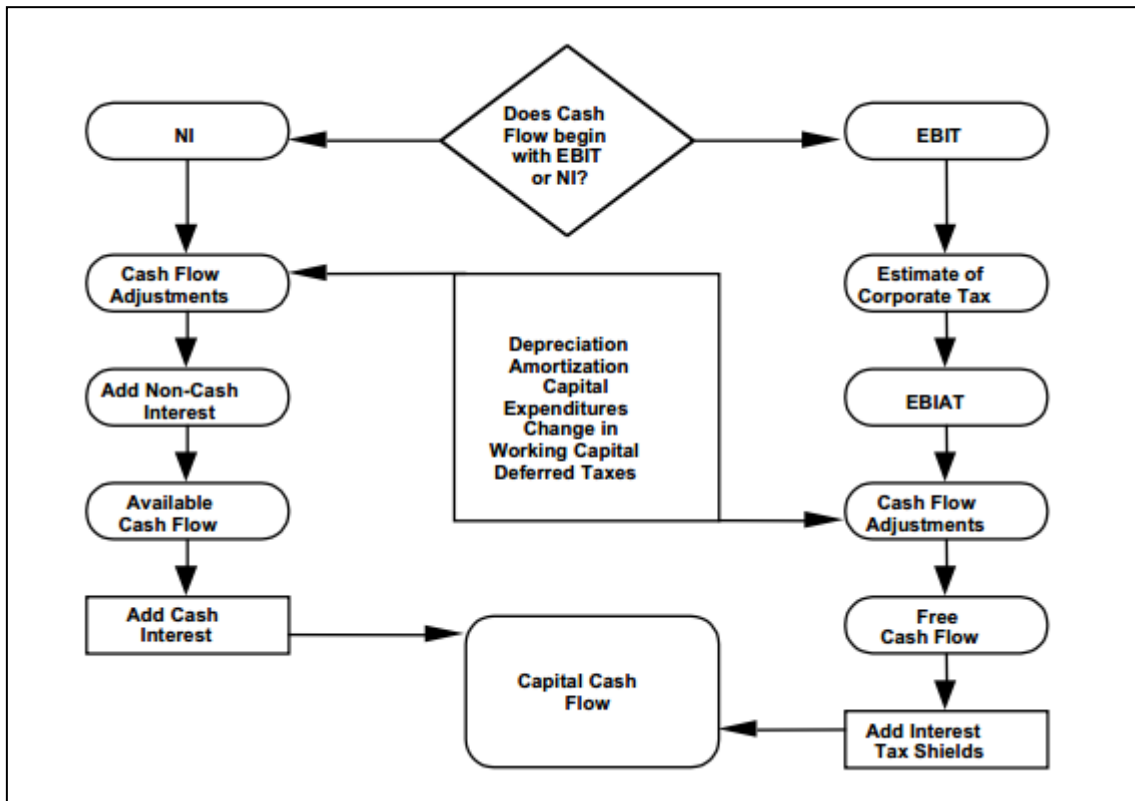 Does Cash
Flow begin
with EBIT
or NI?
NI
Cash Flow
Adjustments
Add Non-Cash
Interest
Available
Cash Flow
Add Cash
Interest
Depreciation
Amortization
Capital
Expenditures
Change in
Working Capital
Deferred Taxes
EBIT
Estimate of
Corporate Tax
EBIAT
Cash Flow
Adjustments
Free
Cash Flow
Add Interest
Tax Shields
Capital Cash
Flow